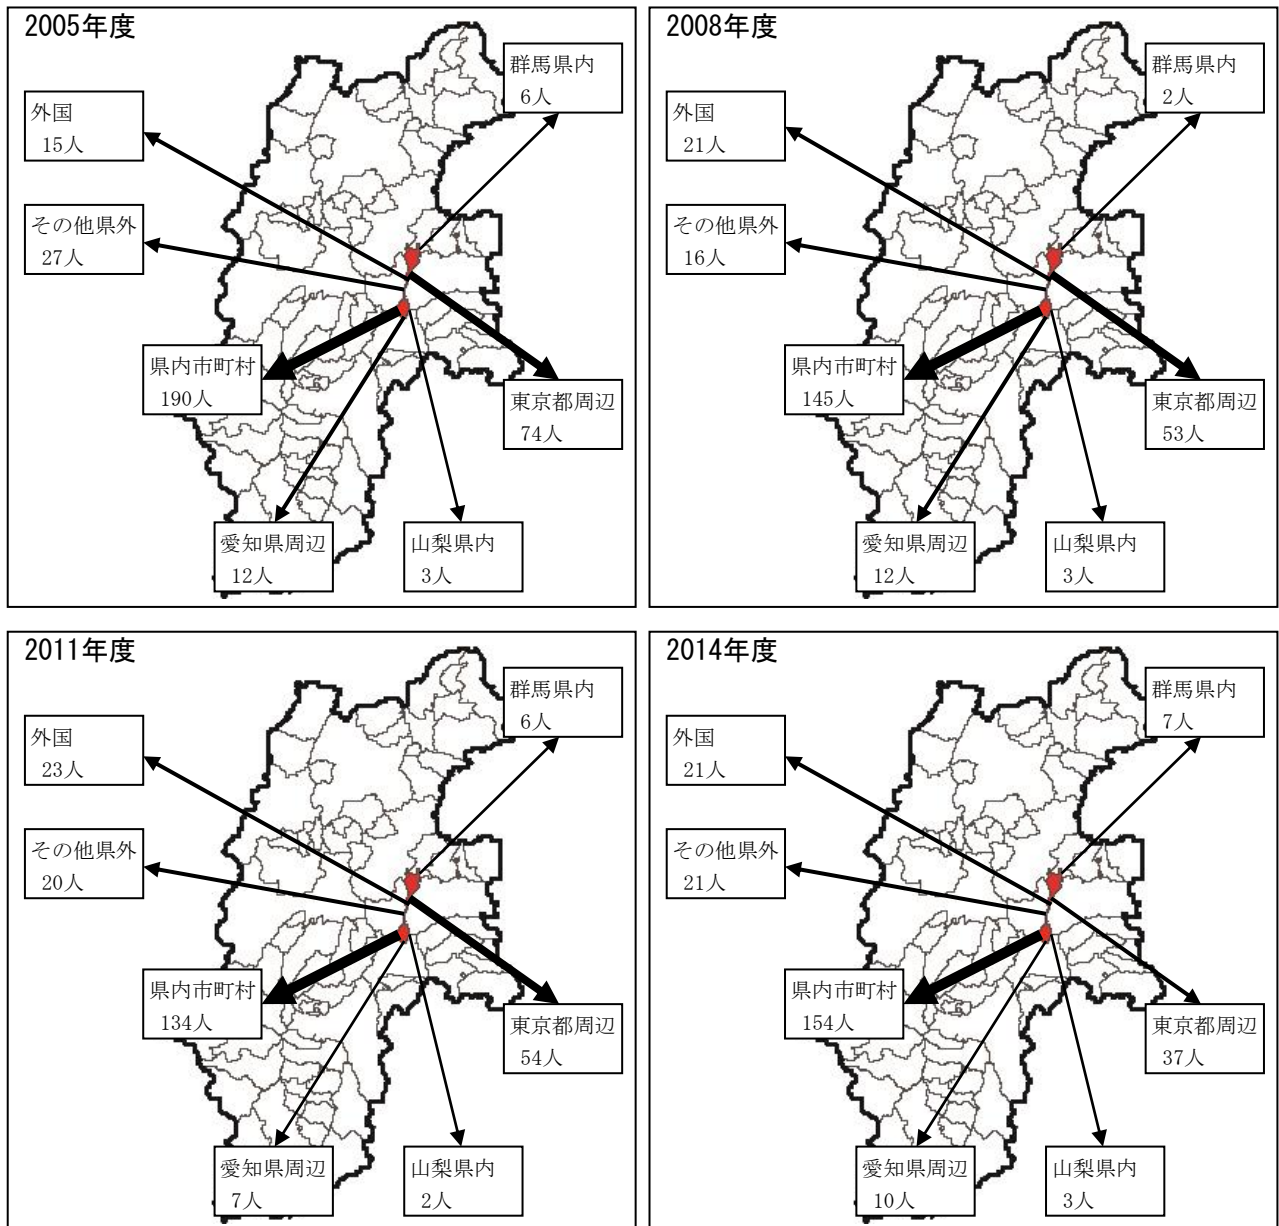 2005年度
群馬県内
6人
外国
15人
その他県外
27人
県内市町村
190人
東京都周辺
74人
愛知県周辺
12人
山梨県内
3人
2008年度
群馬県内
2人
外国
21人
その他県外
16人
県内市町村
145人
東京都周辺
53人
愛知県周辺
12人
山梨県内
3人
2011年度
群馬県内
6人
外国
23人
その他県外
20人
県内市町村
134人
東京都周辺
54人
愛知県周辺
7人
山梨県内
2人
2014年度
群馬県内
7人
外国
21人
その他県外
21人
県内市町村
154人
東京都周辺
37人
愛知県周辺
10人
山梨県内
3人